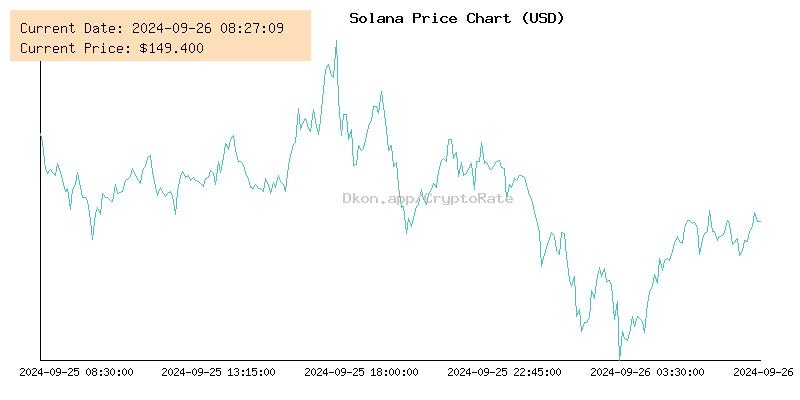 Solana Price Chart (USD)
Current Date: 2024-09-26 08:27:09
Current Price: $149.400
Dkon.app/CryptoRate
2024-09-25 08:30:00 2024-09-25 13:15:00 2024-09-25 18:00:00 2024-09-25 22:45:00 2024-09-26 03:30:00 2024-09-26